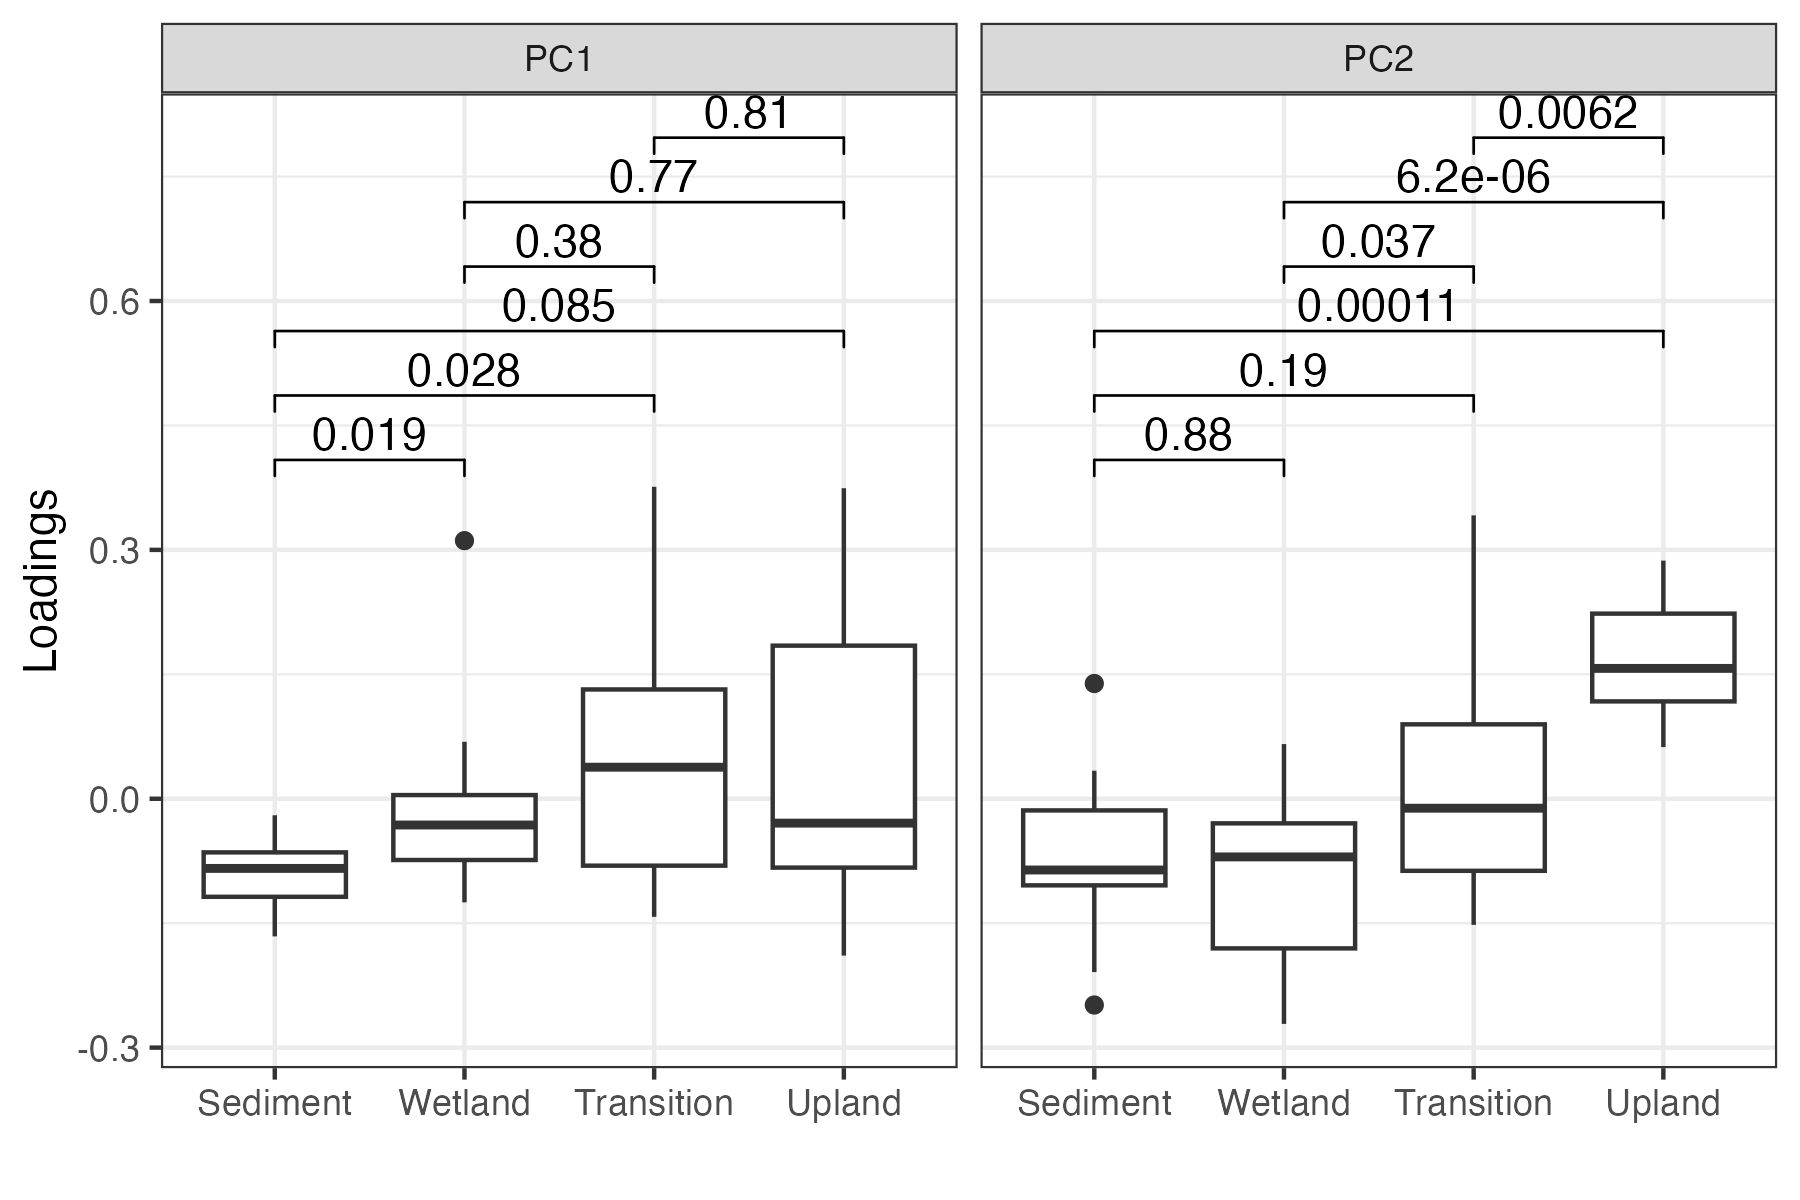 PC1
PC2
0.81
0.77
0.38
0.085
0.028
0.019
0.0062
6.2e-06
0.037
0.00011
0.19
0.88
Loadings
0.6
0.3
0.0
-0.3
Sediment Wetland Transition Upland
Sediment Wetland Transition Upland